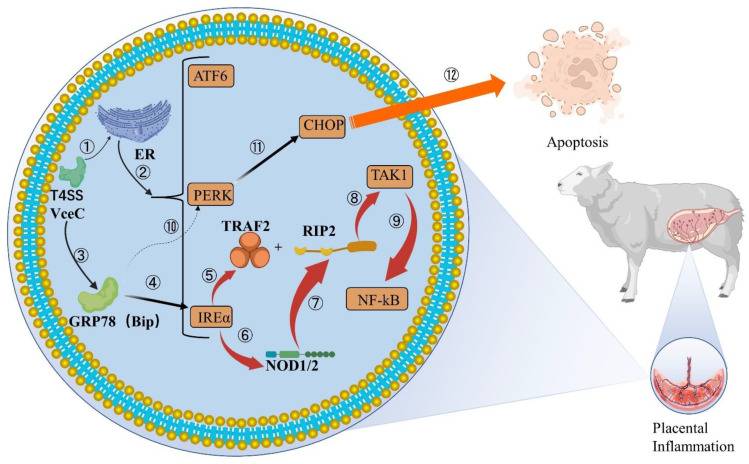 ATF6
⑫
①
⑪
CHOP
ER
Apoptosis
②
T4SS
VceC
PERK
TAK1
⑩
⑧
⑨
TRAF2
+
RIP2
③
④
⑤
NF-kB
GRP78 (Bip)
IREα
⑥
⑦
NOD1/2
Placental
Inflammation